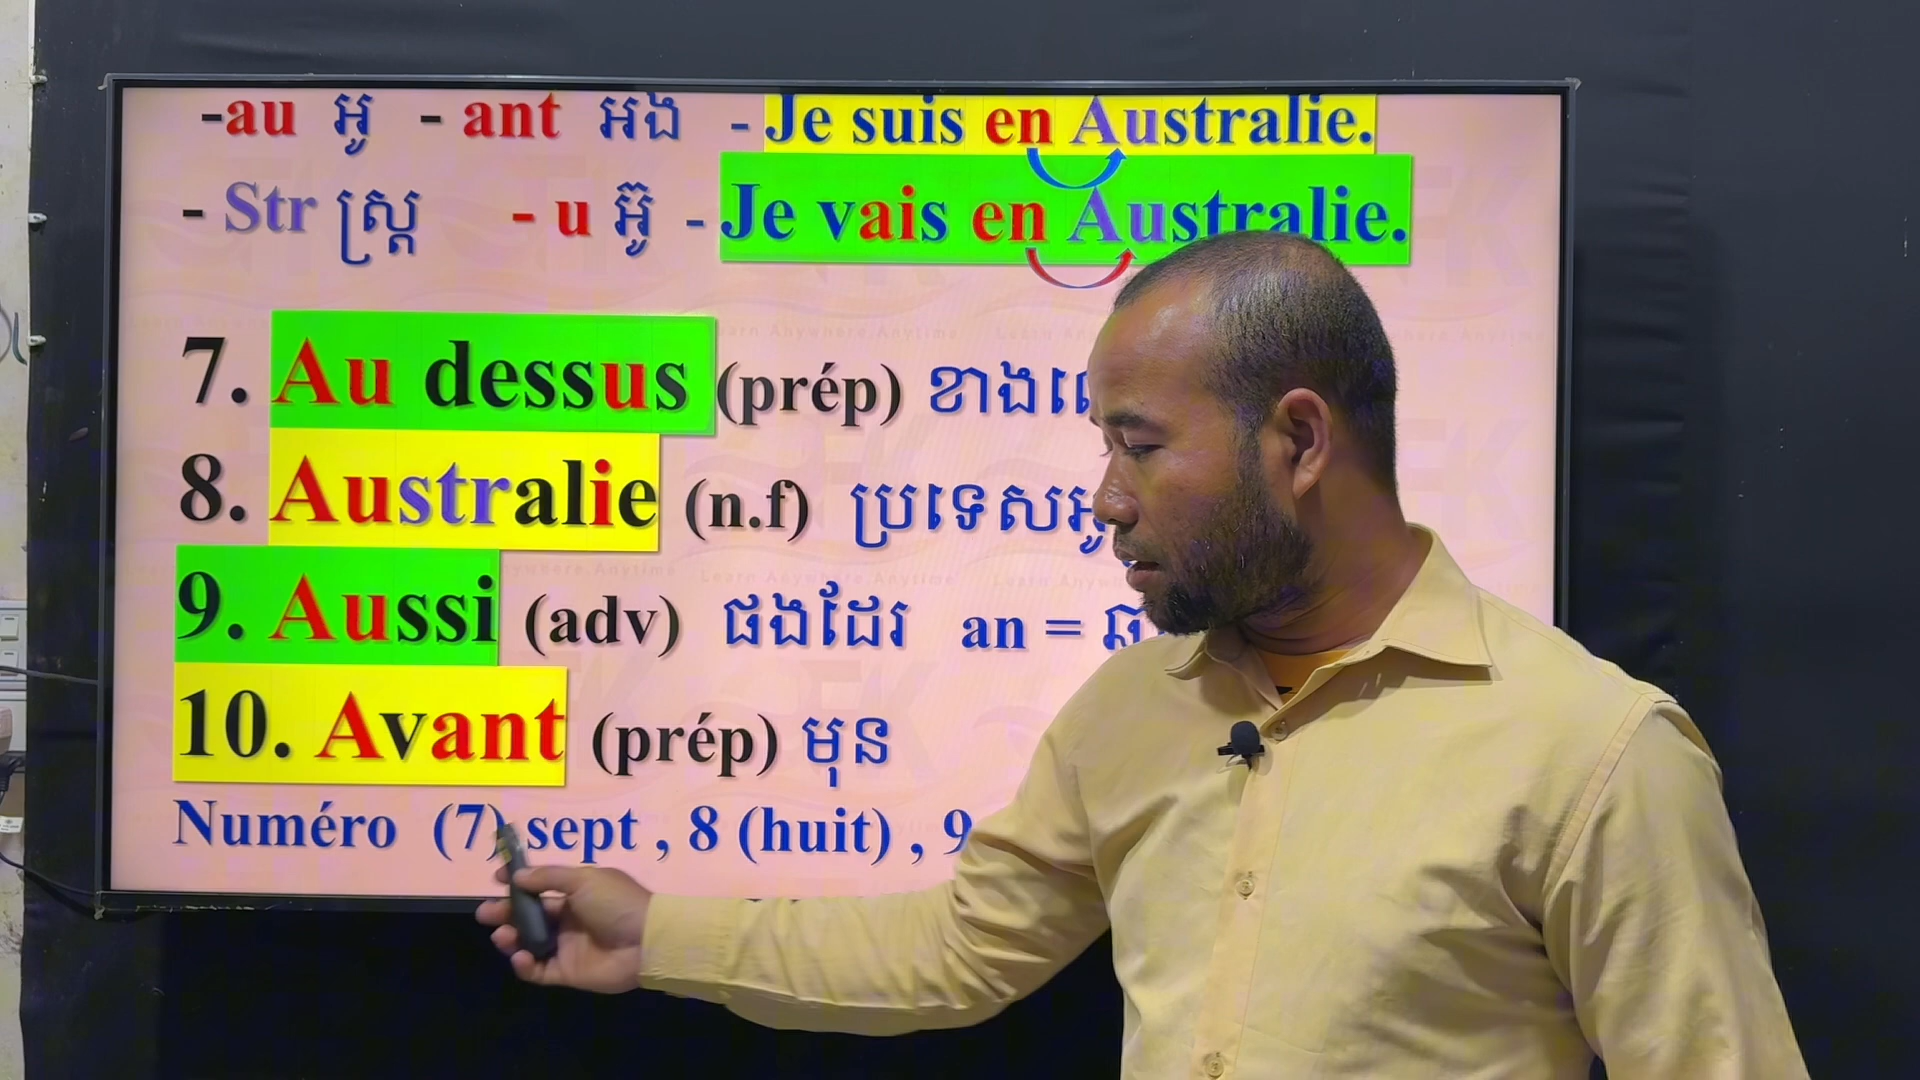 -au អូ - ant អង់ - Je suis en Australie.
- Str ស្ត្រ - u អ៊ូ - Je vais en Australie.
7. Au dessus (prép) ខាង
8. Australie (n.f) ប្រទេសអូ
9. Aussi (adv) ផងដែរ an =
10. Avant (prép) មុន
Numéro (7) sept , 8 (huit) , 9